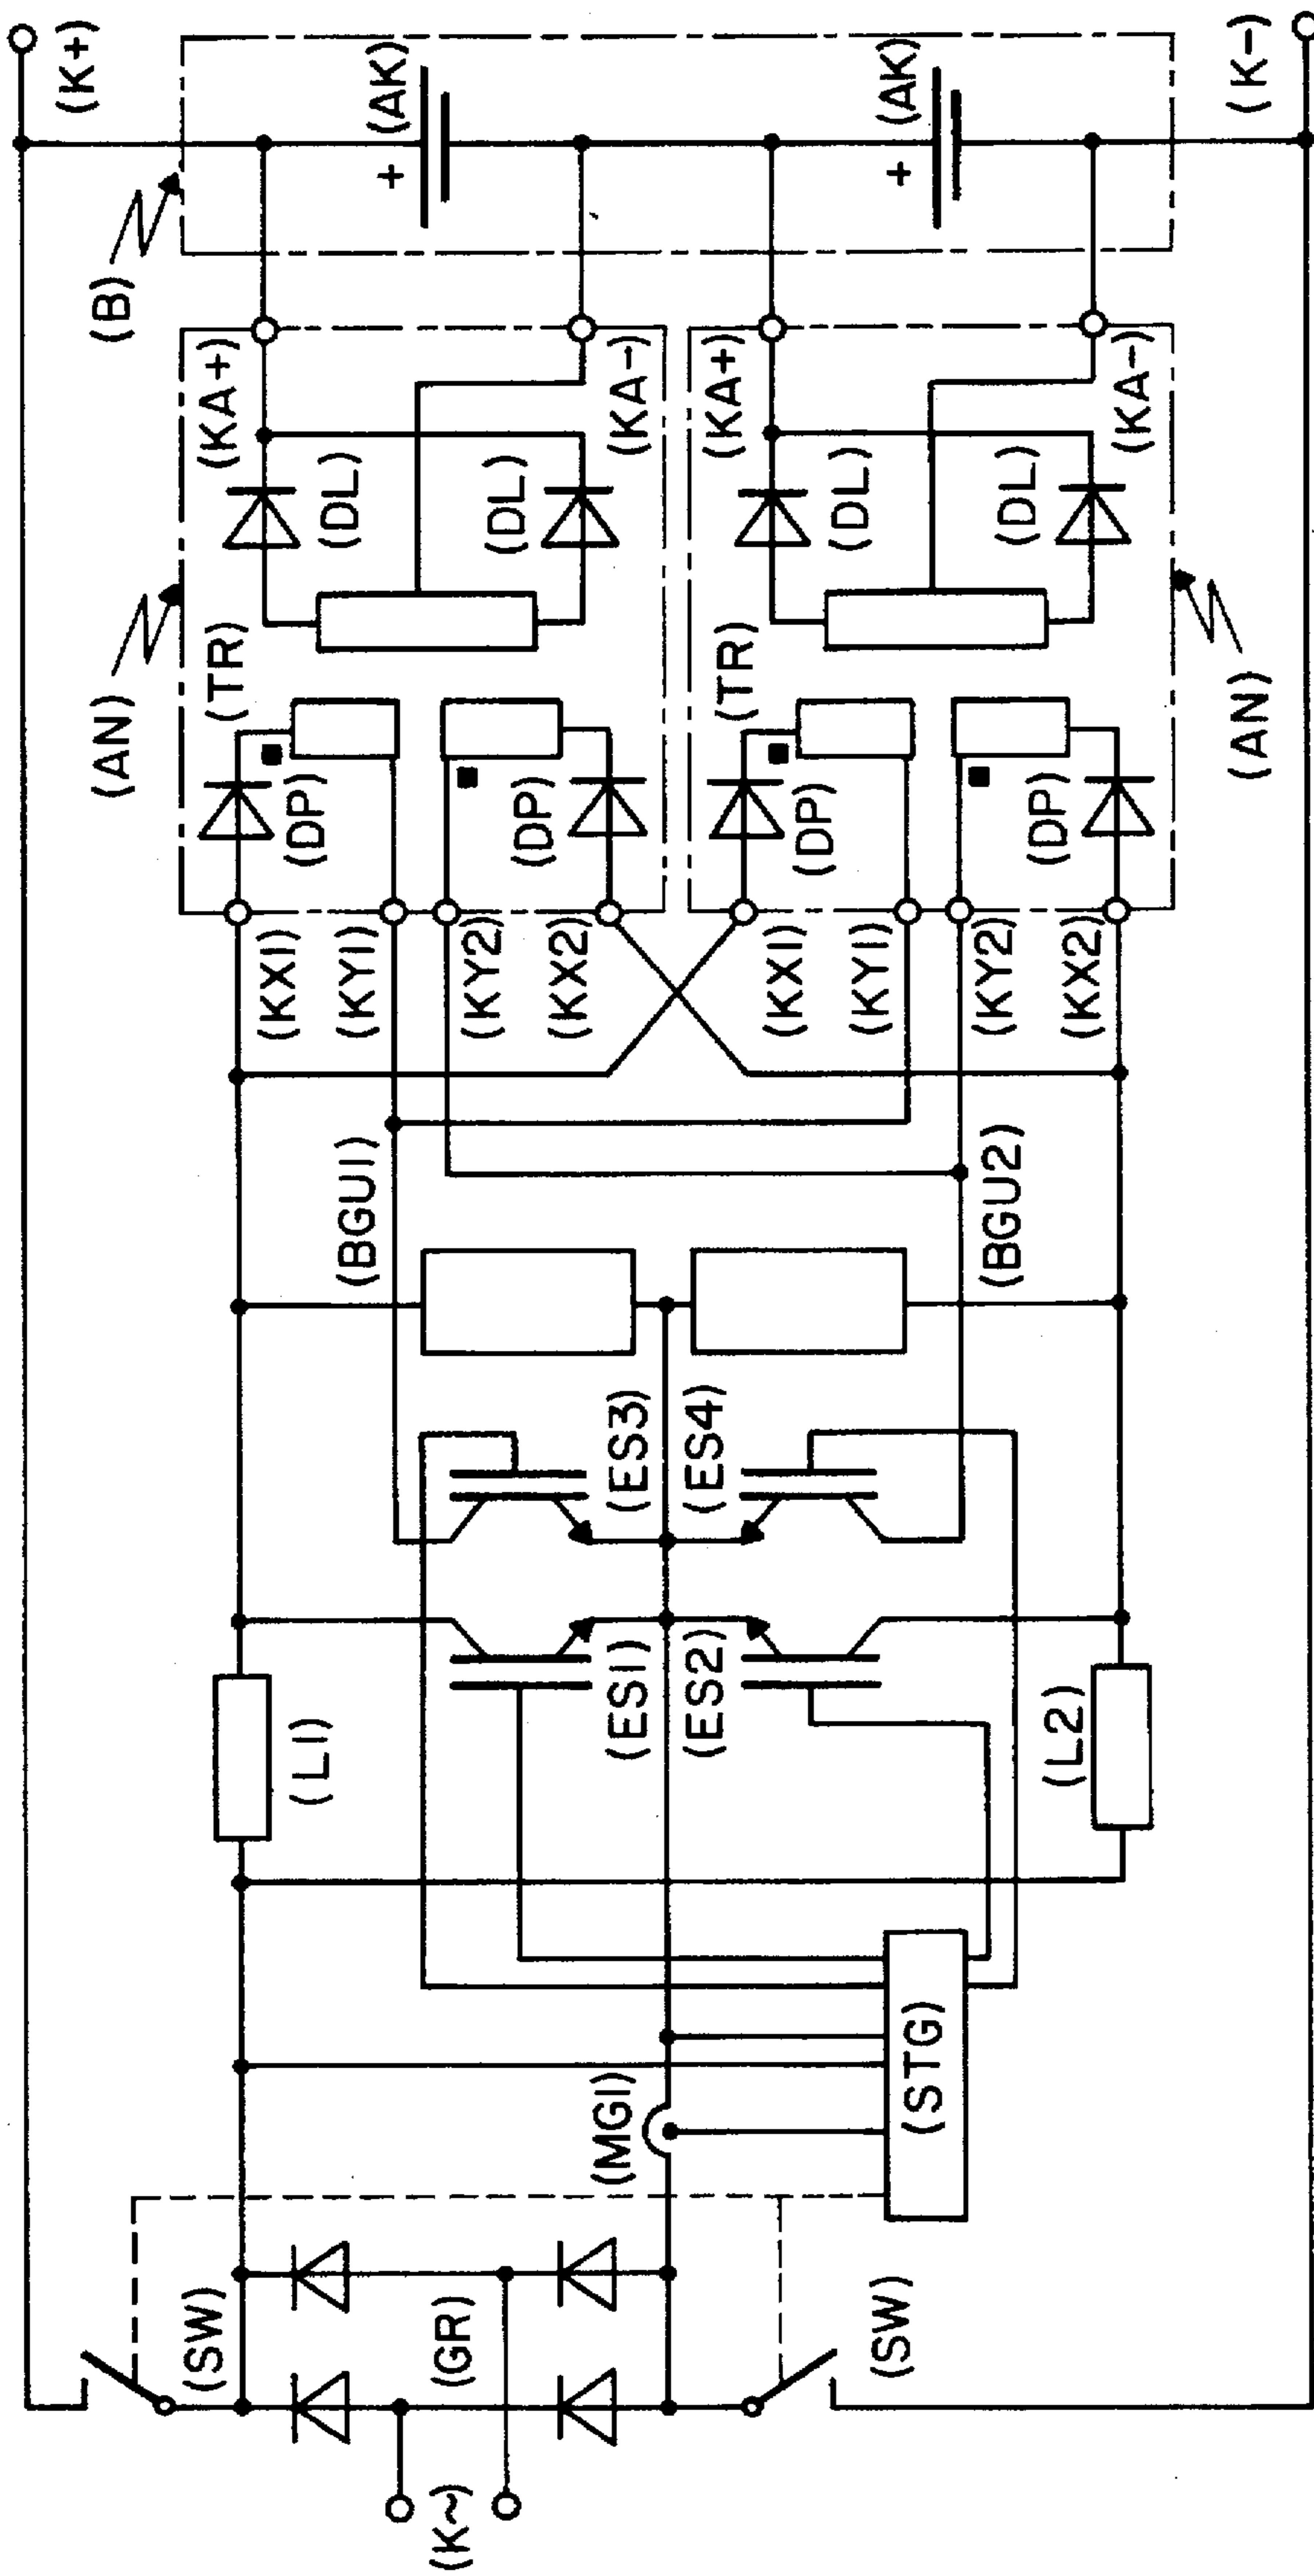 (K+)
(B)
(AK)
+
(AK)
+
(K-)
(AN)
(KA+)
(KA-)
(KA+)
(KA-)
(DL)
(DL)
(DL)
(DL)
(TR)
(TR)
(AN)
(DP)
(DP)
(DP)
(DP)
(KX1)
(KY1)
(KY2)
(KX2)
(KX1)
(KY1)
(KY2)
(KX2)
(BGU1)
(BGU2)
(ES3)
(ES4)
(ES1)
(ES2)
(L1)
(L2)
(STG)
(MG1)
(SW)
(GR)
(SW)
(K~)